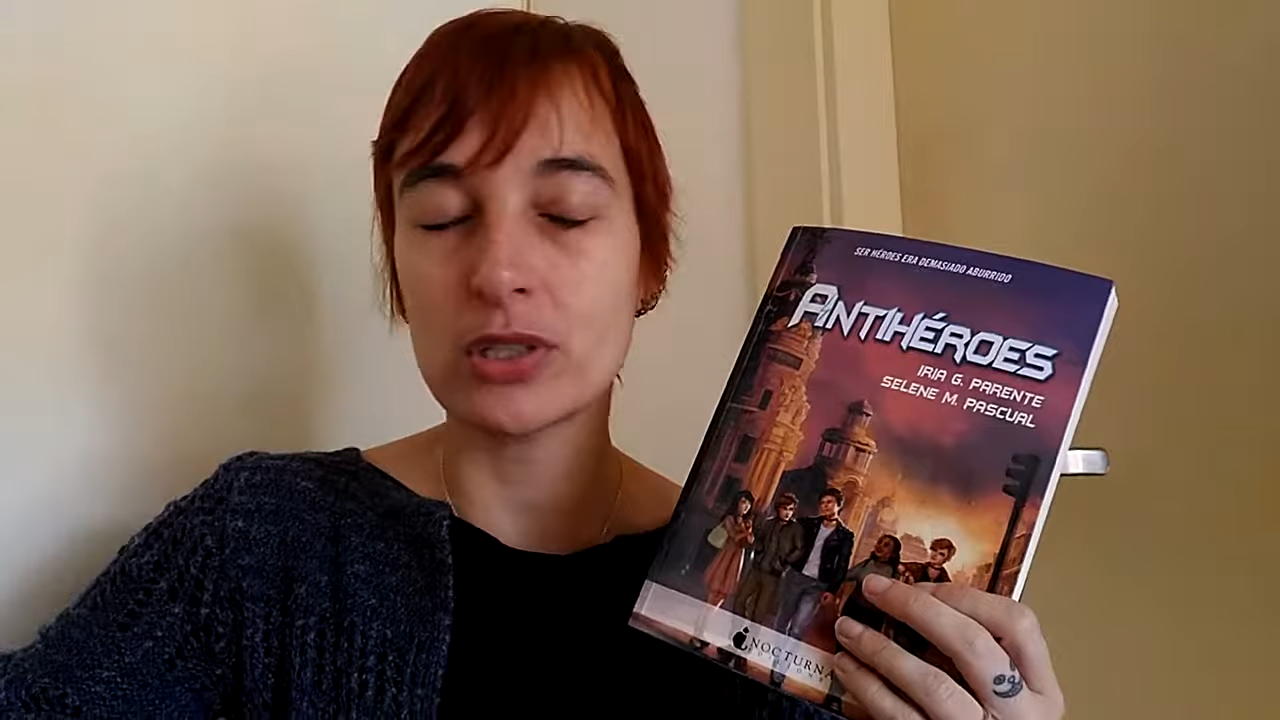 SER HÉROES ERA DEMASIADO ABURRIDO
ANTIHÉROES
IRIA G. PARENTE
SELENE M. PASCUAL
NOCTURNA